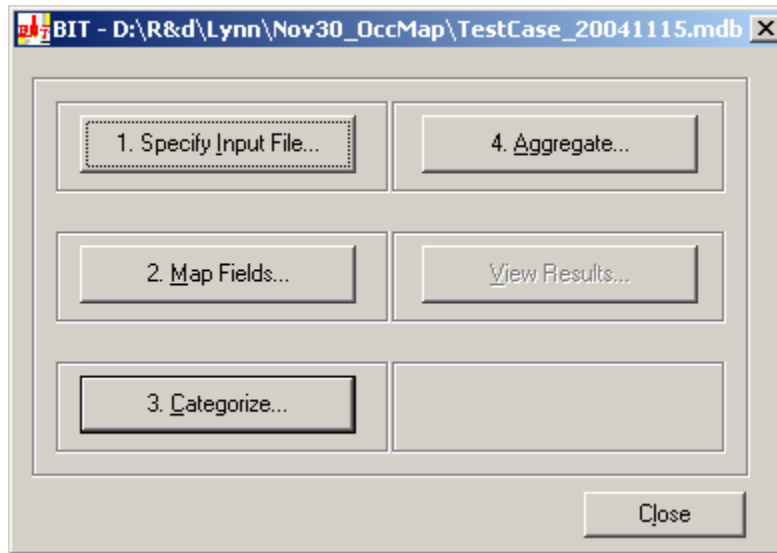 BIT - D:\R&d\Lynn\Nov30_OccMap\TestCase_20041115.mdb
1. Specify Input File...
4. Aggregate...
2. Map Fields...
View Results...
3. Categorize...
Close